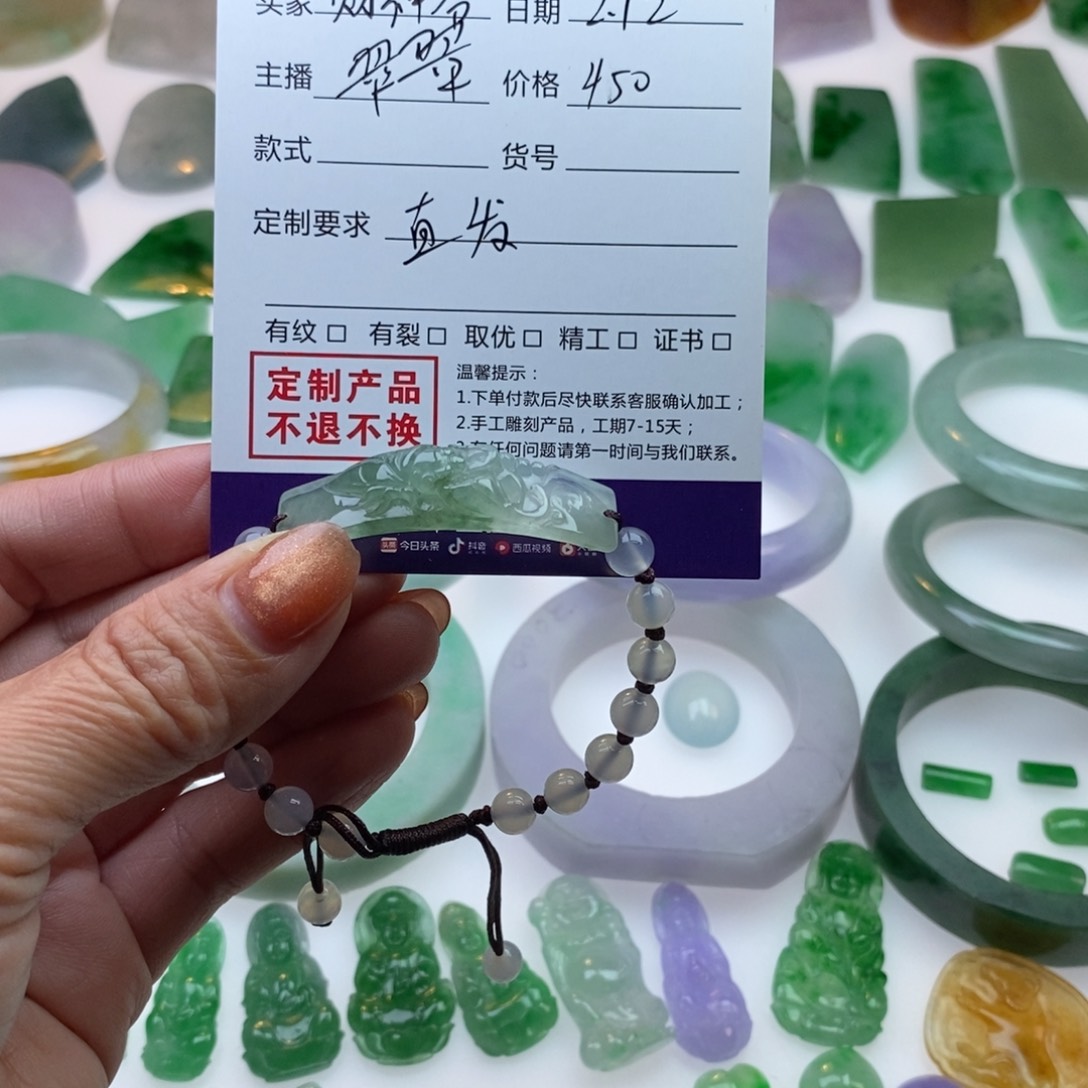 买家 日期 2.12
主播 翠翠 价格 450
款式 货号
定制要求 直发
有纹□ 有裂□ 取优□ 精工□ 证书□
定制产品
不退不换
温馨提示：
1.下单付款后尽快联系客服确认加工；
2.手工雕刻产品，工期7-15天；
任何问题请第一时间与我们联系。
头条 今日头条 抖音 西瓜视频